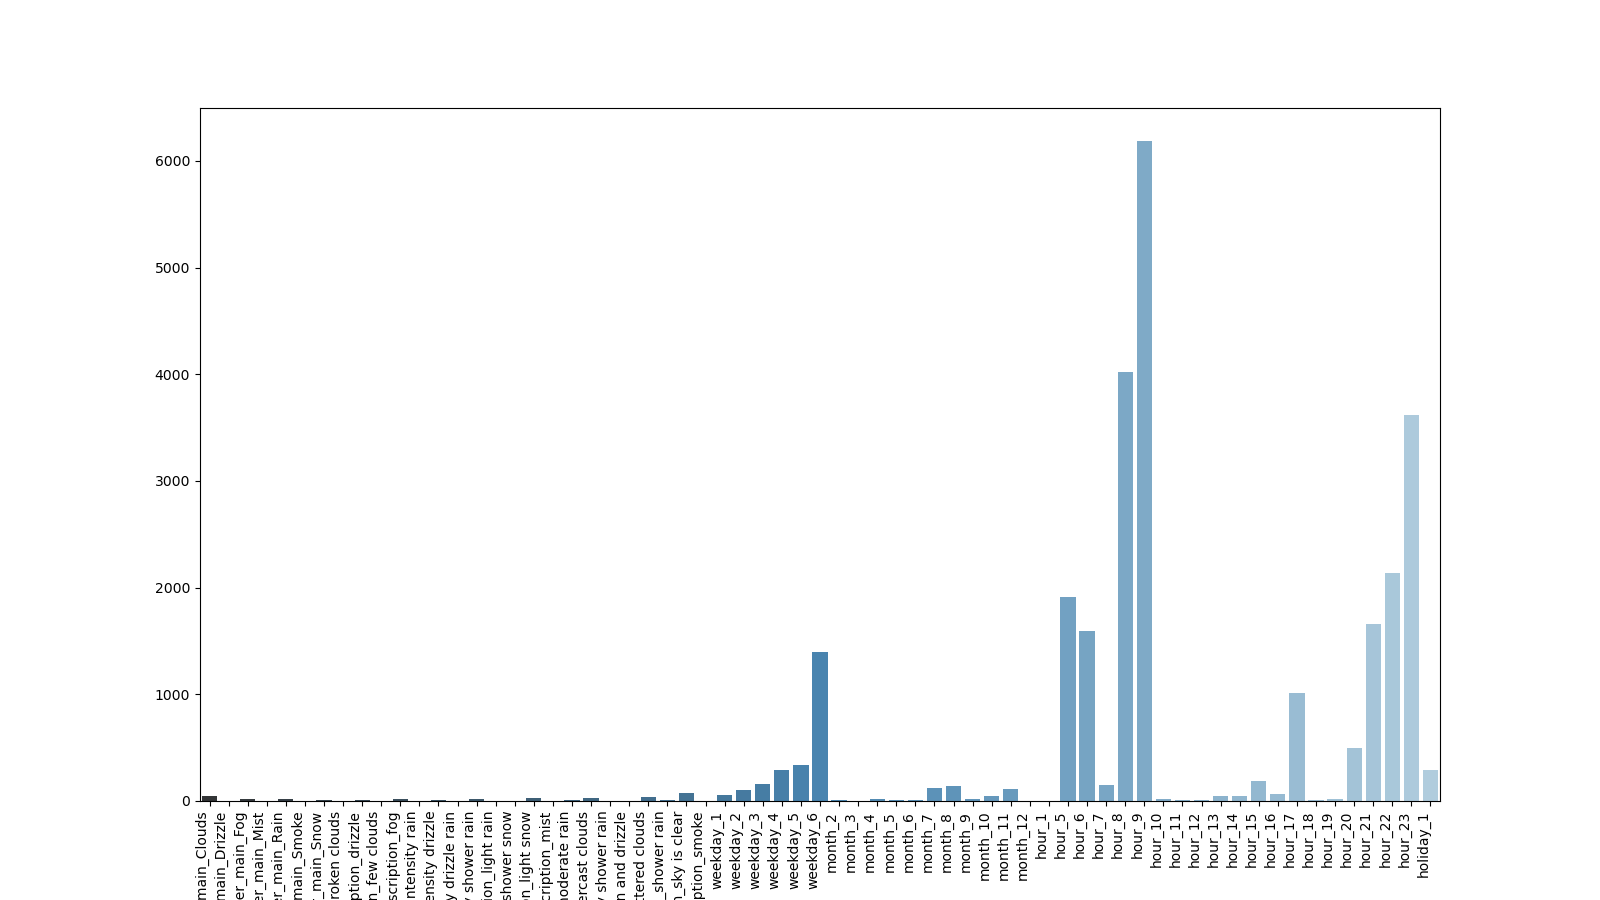 6000
5000
4000
3000
2000
1000
0
main_Clouds
main_Drizzle
er_main_Fog
er_main_Mist
er_main_Rain
main_Smoke
_main_Snow
roken clouds
ption_drizzle
n_few clouds
scription_fog
ntensity rain
ensity drizzle
y drizzle rain
shower rain
ion_light rain
shower snow
on_light snow
cription_mist
moderate rain
ercast clouds
y shower rain
n and drizzle
ttered clouds
_shower rain
n_sky is clear
ption_smoke
weekday_1
weekday_2
weekday_3
weekday_4
weekday_5
weekday_6
month_2
month_3
month_4
month_5
month_6
month_7
month_8
month_9
month_10
month_11
month_12
hour_1
hour_5
hour_6
hour_7
hour_8
hour_9
hour_10
hour_11
hour_12
hour_13
hour_14
hour_15
hour_16
hour_17
hour_18
hour_19
hour_20
hour_21
hour_22
hour_23
holiday_1